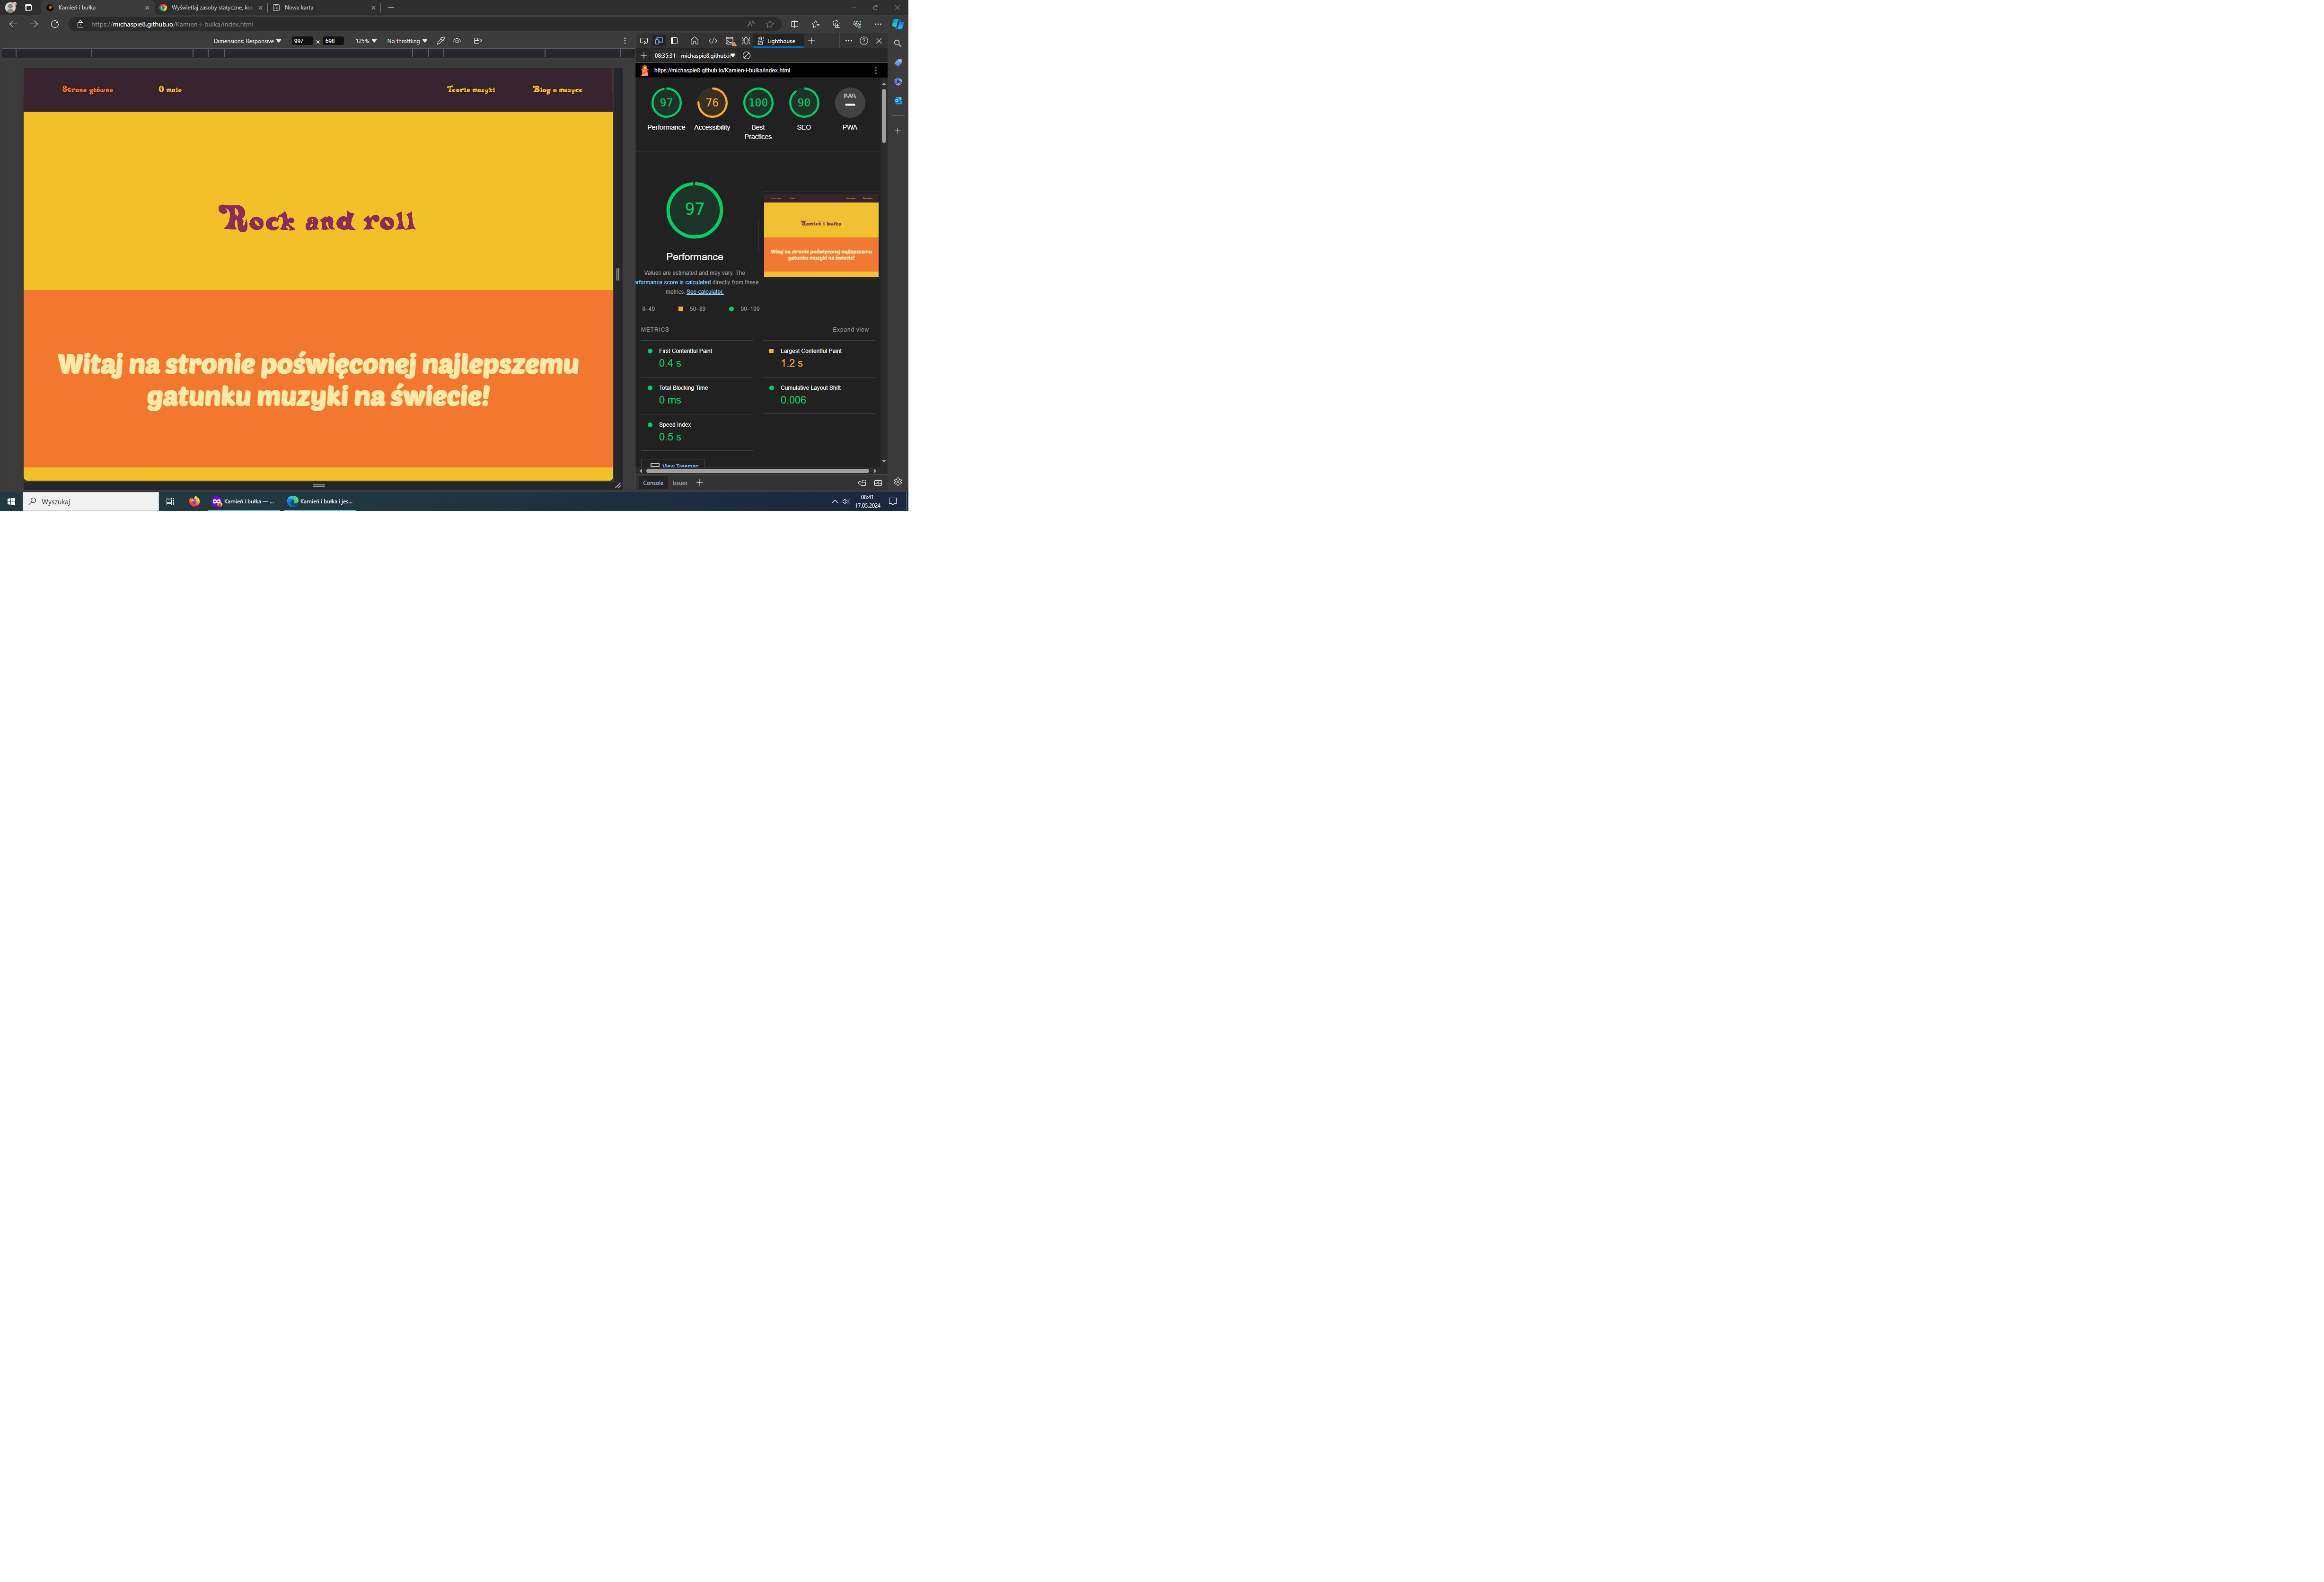 Kamień i bułka
Wyświetlaj zasoby statyczne, kor
Nowa karta
https://michaspie8.github.io/Kamien-i-bulka/index.html
Dimensions: Responsive
997 × 698
125%
No throttling
Lighthouse
08:35:31 - michaspie8.github.i
https://michaspie8.github.io/Kamien-i-bulka/index.html
Strona główna
O mnie
Teoria muzyki
Blog o muzyce
Rock and roll
Witaj na stronie poświęconej najlepszemu
gatunku muzyki na świecie!
97
76
100
90
PWA
Performance
Accessibility
Best
Practices
SEO
PWA
97
Performance
Values are estimated and may vary. The
erformance score is calculated directly from these
metrics. See calculator.
0–49
50–89
90–100
Kamień i bułka
Witaj na stronie poświęconej najlepszemu
gatunku muzyki na świecie!
METRICS
Expand view
First Contentful Paint
0.4 s
Largest Contentful Paint
1.2 s
Total Blocking Time
0 ms
Cumulative Layout Shift
0.006
Speed Index
0.5 s
View Treemap
Console
Issues
Wyszukaj
Kamień i bułka — ...
Kamień i bułka i jes...
08:41
17.05.2024